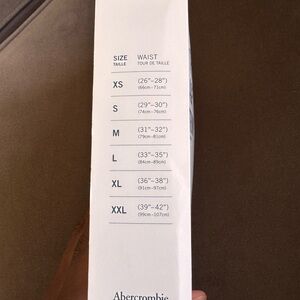 SIZE WAIST
TAILLE TOUR DE TAILLE
XS (26"–28")
(66cm–71cm)
S (29"–30")
(74cm–76cm)
M (31"–32")
(79cm–81cm)
L (33"–35")
(84cm–89cm)
XL (36"–38")
(91cm–97cm)
XXL (39"–42")
(99cm–107cm)
Abercrombie